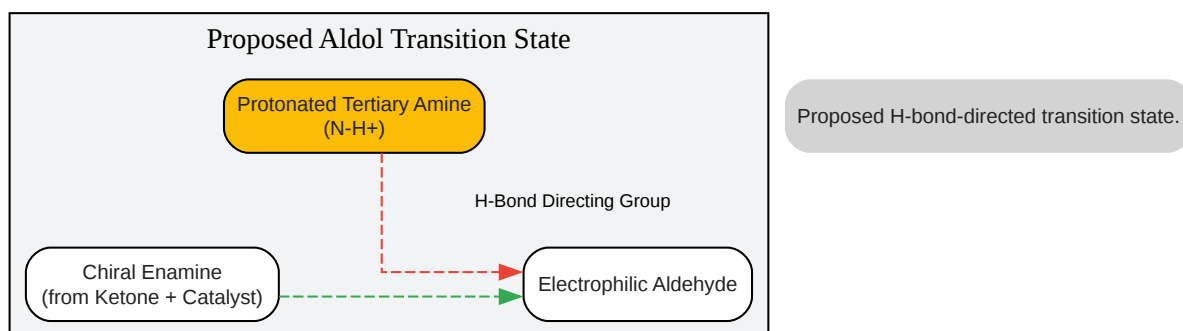 Proposed Aldol Transition State
Protonated Tertiary Amine
(N-H+)
Proposed H-bond-directed transition state.
H-Bond Directing Group
Chiral Enamine
(from Ketone + Catalyst)
Electrophilic Aldehyde